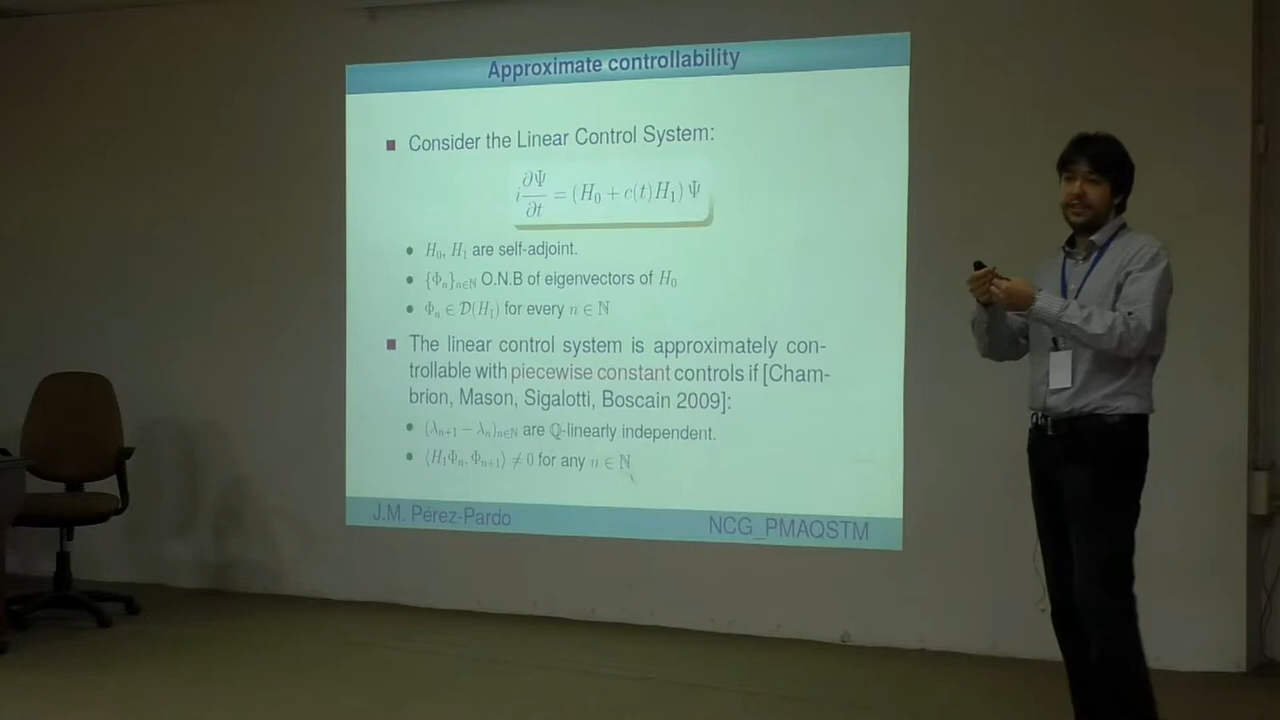 Approximate controllability
Consider the Linear Control System:
i ∂Ψ/∂t = (H₀ + c(t)H₁) Ψ
H₀, H₁ are self-adjoint.
{Φₙ}ₙ∈ℕ O.N.B of eigenvectors of H₀
Φₙ ∈ 𝒟(H₁) for every n ∈ ℕ
The linear control system is approximately con-
trollable with piecewise constant controls if [Cham-
brion, Mason, Sigalotti, Boscain 2009]:
(λₙ₊₁ − λₙ)ₙ∈ℕ are ℚ-linearly independent.
⟨H₁Φₙ, Φₙ₊₁⟩ ≠ 0 for any n ∈ ℕ
J.M. Pérez-Pardo
NCG_PMAQSTM